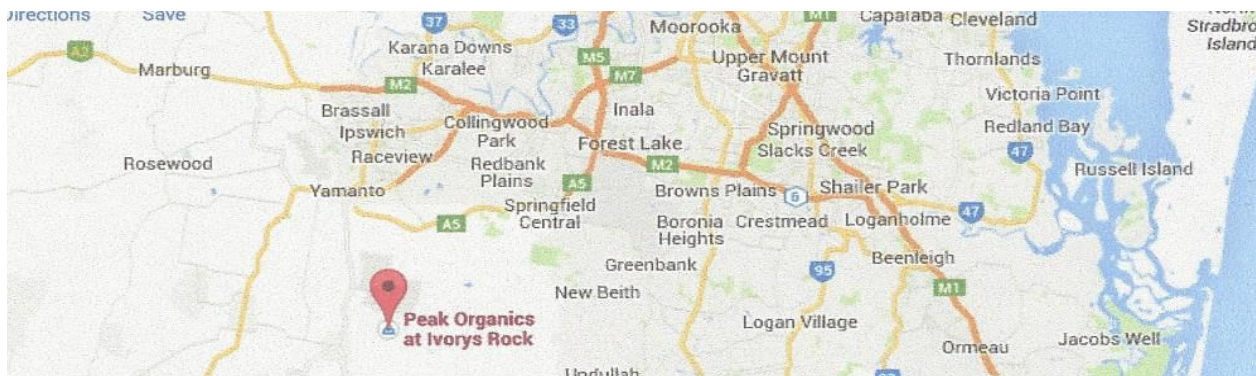 Directions
Save
37
33
M5
Moorooka
M1
Capalaba
Cleveland
Stradbro
Island
A2
Marburg
Karana Downs
Karalee
M2
M7
Upper Mount
Gravatt
Thornlands
Victoria Point
Brassall
Ipswich
Raceview
Collingwood
Park
Inala
Forest Lake
Springwood
Slacks Creek
Redland Bay
47
Rosewood
Redbank
Plains
M2
Russell Island
Yamanto
A5
Browns Plains
6
Shailer Park
Springfield
Central
A5
Boronia
Heights
Crestmead
Loganholme
47
Greenbank
95
Beenleigh
New Beith
M1
Peak Organics
at Ivorys Rock
Logan Village
Ormeau
Jacobs Well